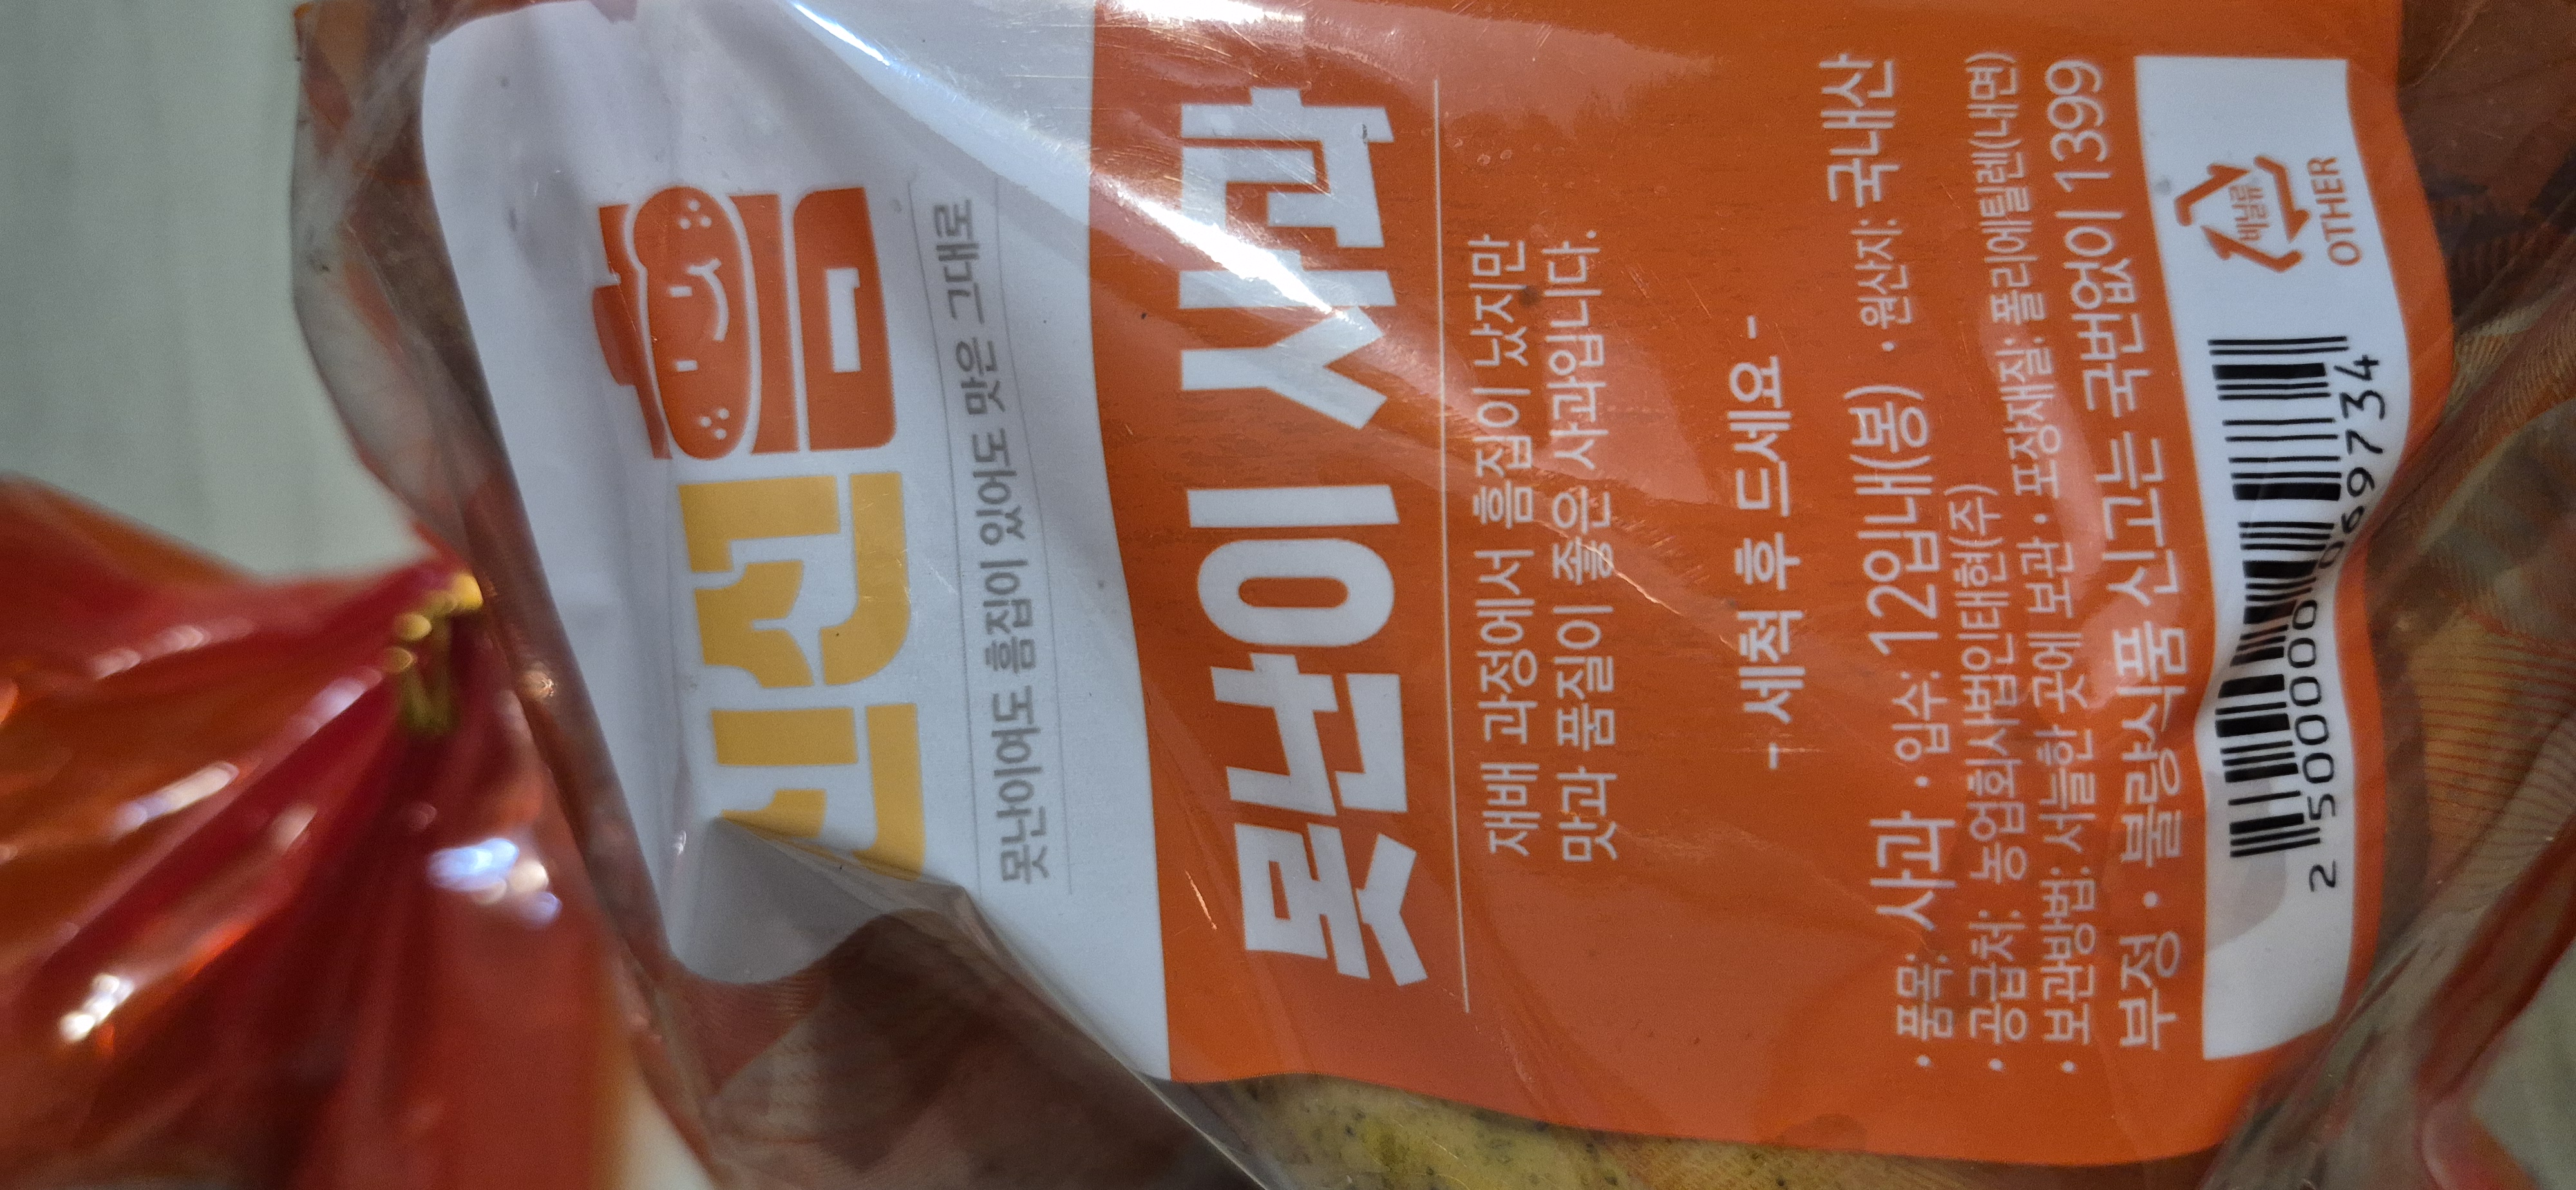 신선흠
못난이여도 흠집이 있어도 맛은 그대로
못난이 사과
재배 과정에서 흠집이 났지만
맛과 품질이 좋은 사과입니다.
- 세척 후 드세요 -
· 품목: 사과 · 입수: 12입내(봉) · 원산지: 국내산
· 공급처: 농업회사법인태현(주)
· 보관방법: 서늘한 곳에 보관 · 포장재질: 폴리에틸렌(내면)
부정 · 불량식품 신고는 국번없이 1399
비닐류
OTHER
2 500000 069734